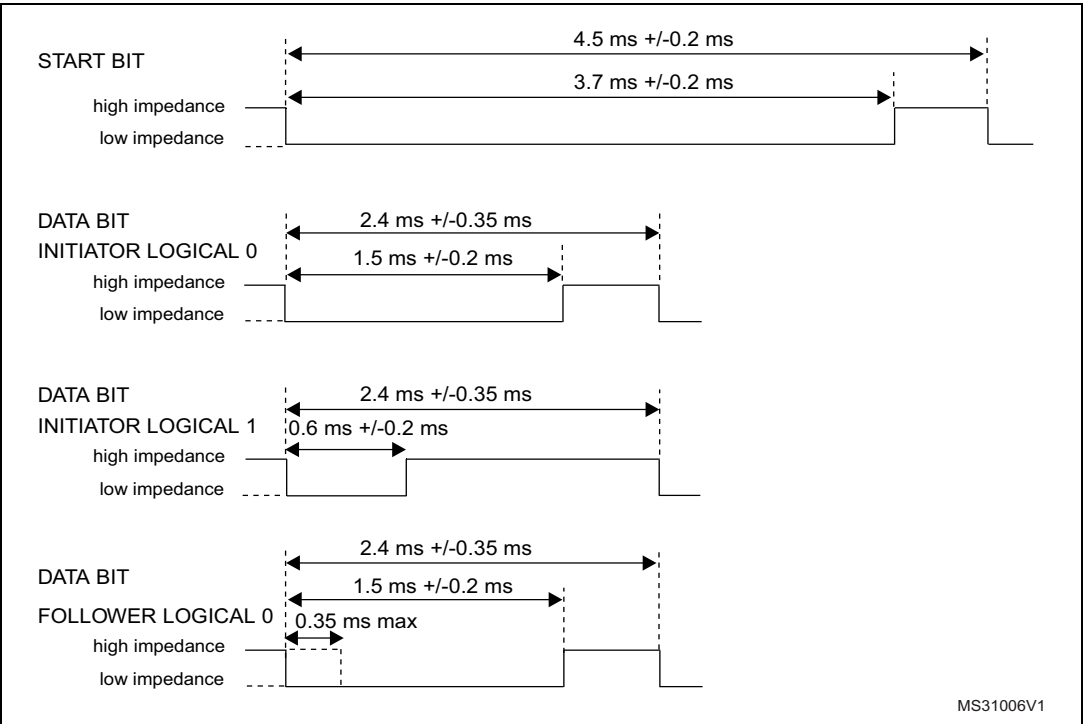 4.5 ms +/-0.2 ms
START BIT
3.7 ms +/-0.2 ms
high impedance
low impedance
DATA BIT
2.4 ms +/-0.35 ms
INITIATOR LOGICAL 0
1.5 ms +/-0.2 ms
high impedance
low impedance
DATA BIT
2.4 ms +/-0.35 ms
INITIATOR LOGICAL 1
0.6 ms +/-0.2 ms
high impedance
low impedance
2.4 ms +/-0.35 ms
DATA BIT
1.5 ms +/-0.2 ms
FOLLOWER LOGICAL 0
0.35 ms max
high impedance
low impedance
MS31006V1